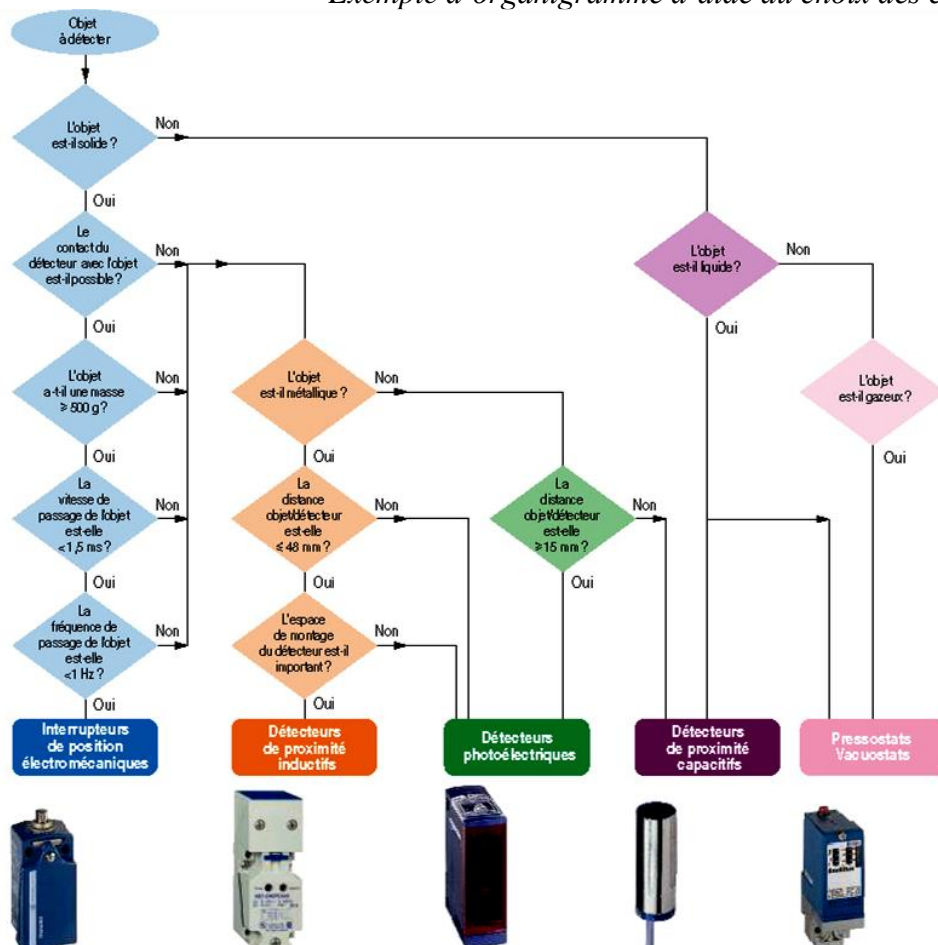 Exemple d'organigramme d'aide au choix des
Objet
à détecter
L'objet
est-il solide ?
Non
Oui
Le
contact du
détecteur avec l'objet
est-il possible ?
Non
Oui
L'objet
est-il liquide ?
Non
Oui
L'objet
a-t-il une masse
≥ 500 g ?
Non
Oui
L'objet
est-il métallique ?
Non
Oui
L'objet
est-il gazeux ?
Oui
La
vitesse de
passage de l'objet
est-elle
<1,5 ms ?
Non
Oui
La
distance
objet/détecteur
est-elle
≤ 48 mm ?
Non
Oui
La
distance
objet/détecteur
est-elle
≥15 mm ?
Non
Oui
La
fréquence de
passage de l'objet
est-elle
<1 Hz ?
Non
Oui
L'espace
de montage
du détecteur est-il
important ?
Non
Oui
Interrupteurs
de position
électromécaniques
Détecteurs
de proximité
inductifs
Détecteurs
photoélectriques
Détecteurs
de proximité
capacitifs
Pressostats
Vacuostats